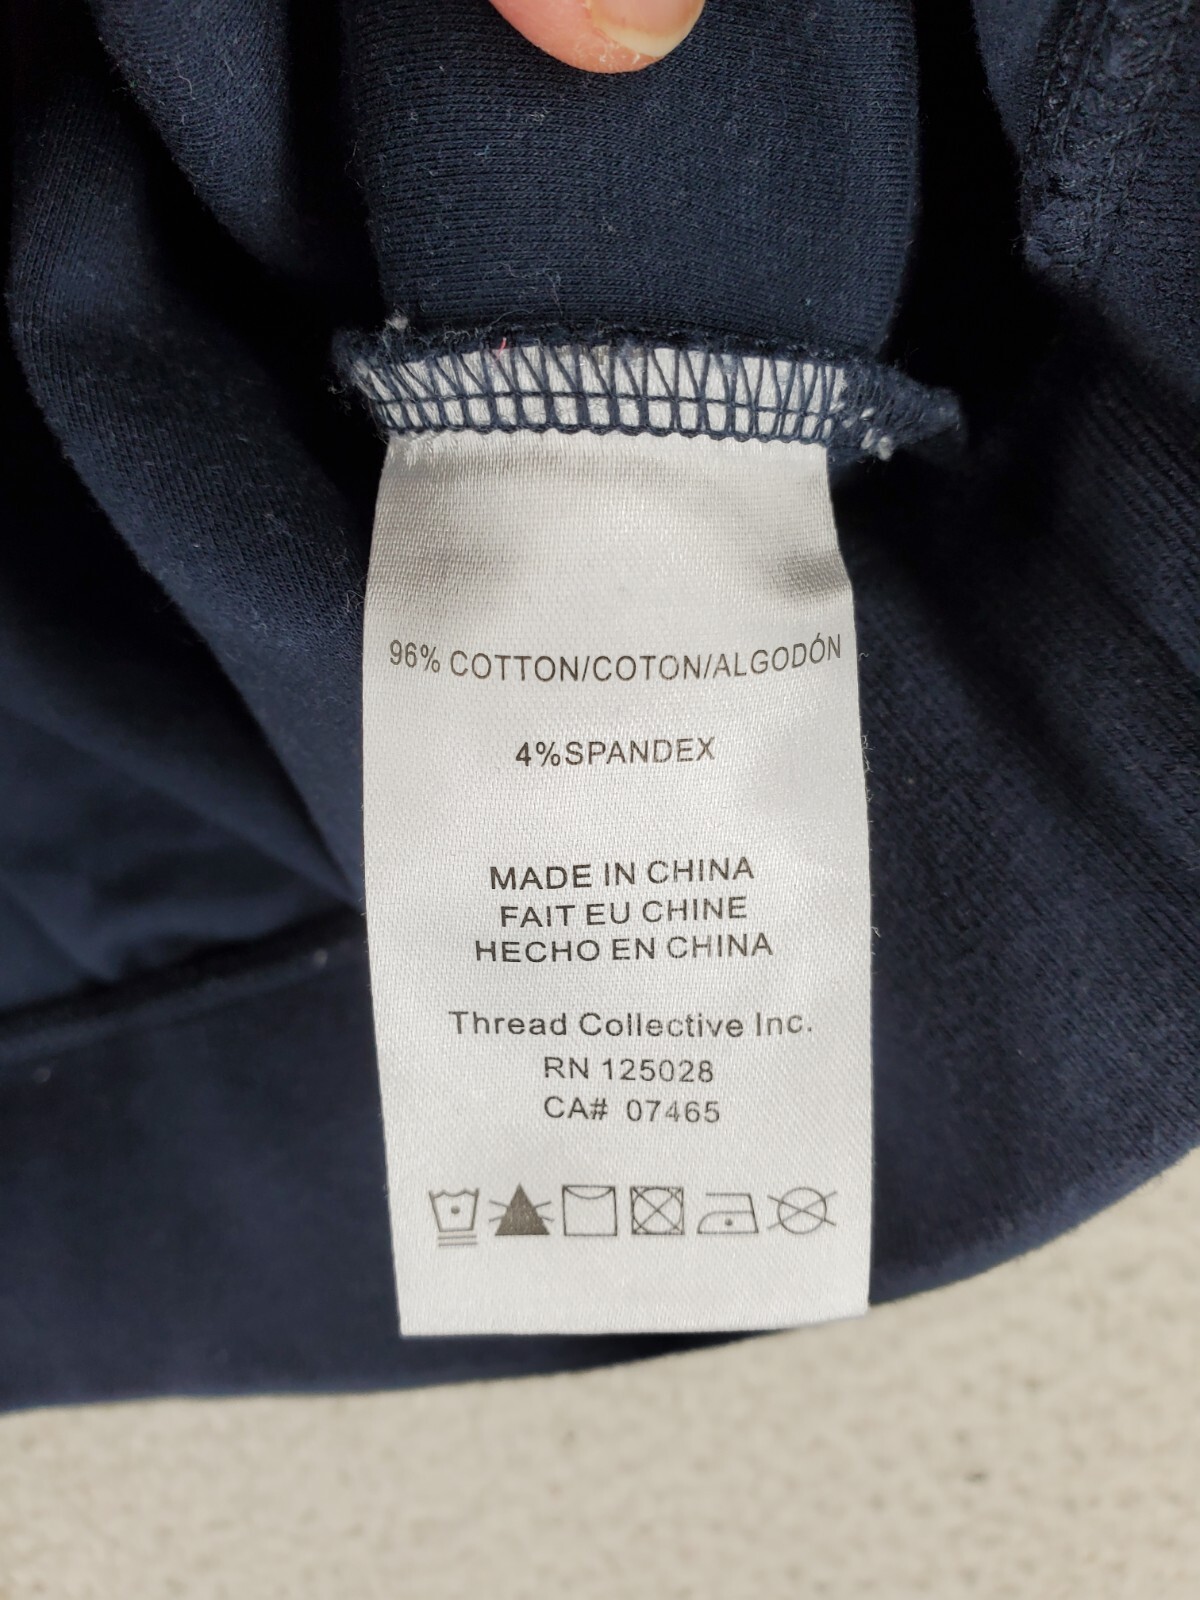 96% COTTON/COTON/ALGODÓN
4%SPANDEX
MADE IN CHINA
FAIT EU CHINE
HECHO EN CHINA
Thread Collective Inc.
RN 125028
CA# 07465